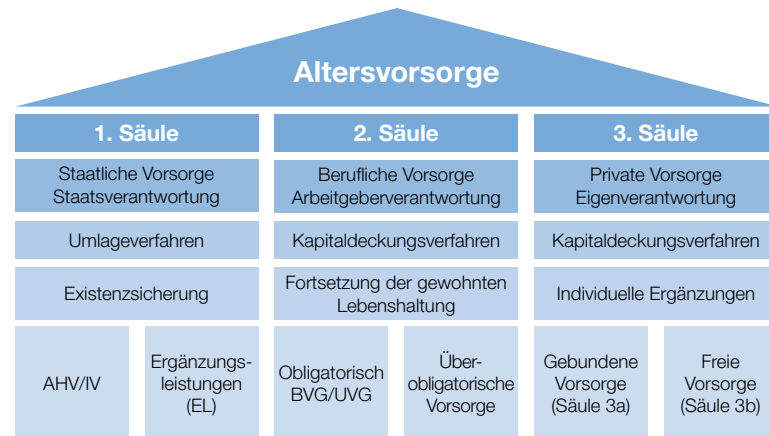 Altersvorsorge
1. Säule
Staatliche Vorsorge
Staatsverantwortung
Umlageverfahren
Existenzsicherung
AHV/IV
Ergänzungs-
leistungen
(EL)
2. Säule
Berufliche Vorsorge
Arbeitgeberverantwortung
Kapitaldeckungsverfahren
Fortsetzung der gewohnten
Lebenshaltung
Obligatorisch
BVG/UVG
Über-
obligatorische
Vorsorge
3. Säule
Private Vorsorge
Eigenverantwortung
Kapitaldeckungsverfahren
Individuelle Ergänzungen
Gebundene
Vorsorge
(Säule 3a)
Freie
Vorsorge
(Säule 3b)